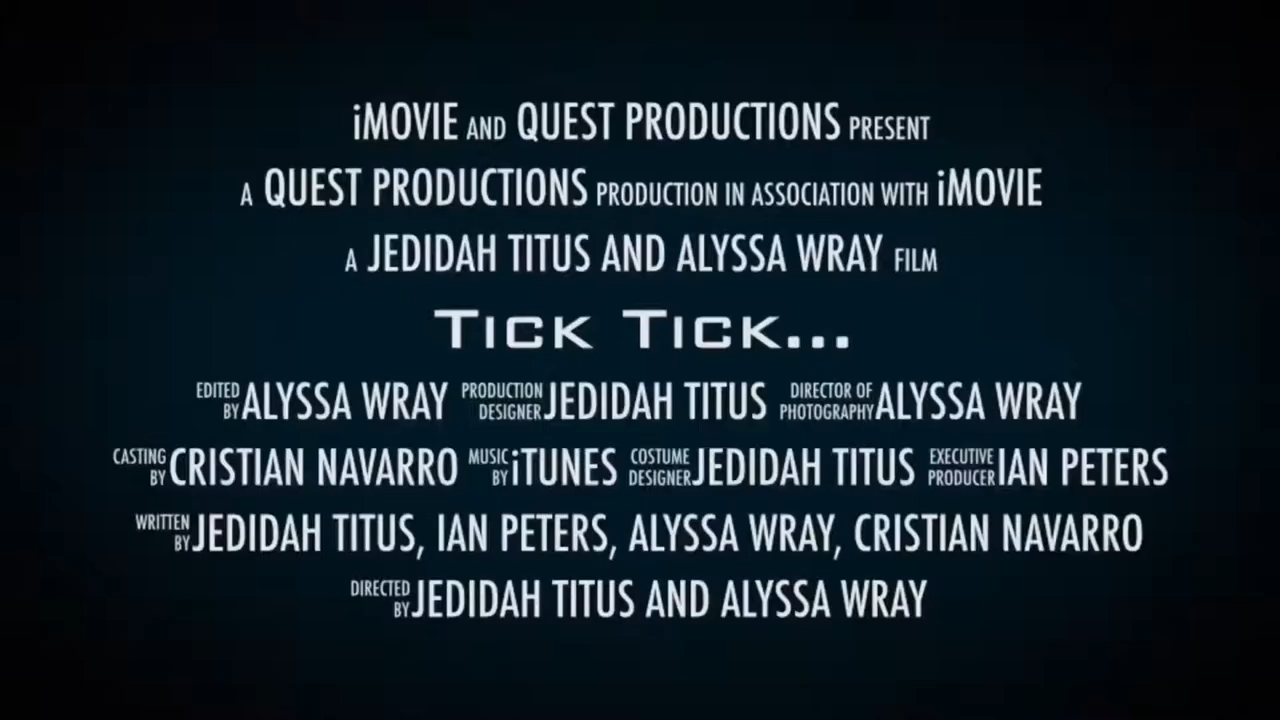 iMOVIE AND QUEST PRODUCTIONS PRESENT
A QUEST PRODUCTIONS PRODUCTION IN ASSOCIATION WITH iMOVIE
A JEDIDAH TITUS AND ALYSSA WRAY FILM
TICK TICK...
EDITED BY ALYSSA WRAY PRODUCTION DESIGNER JEDIDAH TITUS DIRECTOR OF PHOTOGRAPHY ALYSSA WRAY
CASTING BY CRISTIAN NAVARRO MUSIC BY iTUNES COSTUME DESIGNER JEDIDAH TITUS EXECUTIVE PRODUCER IAN PETERS
WRITTEN BY JEDIDAH TITUS, IAN PETERS, ALYSSA WRAY, CRISTIAN NAVARRO
DIRECTED BY JEDIDAH TITUS AND ALYSSA WRAY